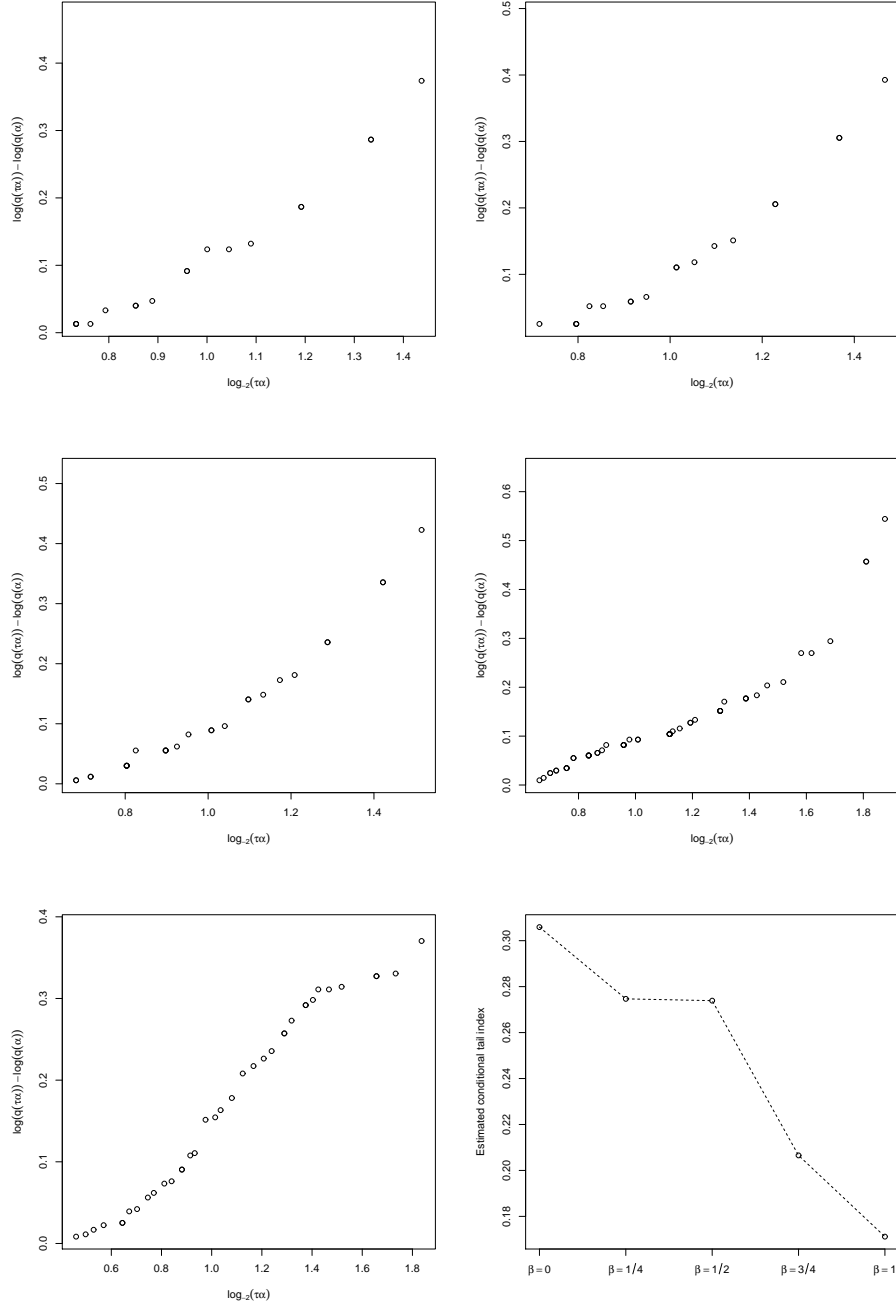 log(q(τα)) − log(q(α))
0.0 0.1 0.2 0.3 0.4
0.8 0.9 1.0 1.1 1.2 1.3 1.4
log₋₂(τα)
log(q(τα)) − log(q(α))
0.1 0.2 0.3 0.4 0.5
0.8 1.0 1.2 1.4
log₋₂(τα)
log(q(τα)) − log(q(α))
0.0 0.1 0.2 0.3 0.4 0.5
0.8 1.0 1.2 1.4
log₋₂(τα)
log(q(τα)) − log(q(α))
0.0 0.1 0.2 0.3 0.4 0.5 0.6
0.8 1.0 1.2 1.4 1.6 1.8
log₋₂(τα)
log(q(τα)) − log(q(α))
0.0 0.1 0.2 0.3 0.4
0.6 0.8 1.0 1.2 1.4 1.6 1.8
log₋₂(τα)
Estimated conditional tail index
0.18 0.20 0.22 0.24 0.26 0.28 0.30
β = 0 β = 1/4 β = 1/2 β = 3/4 β = 1